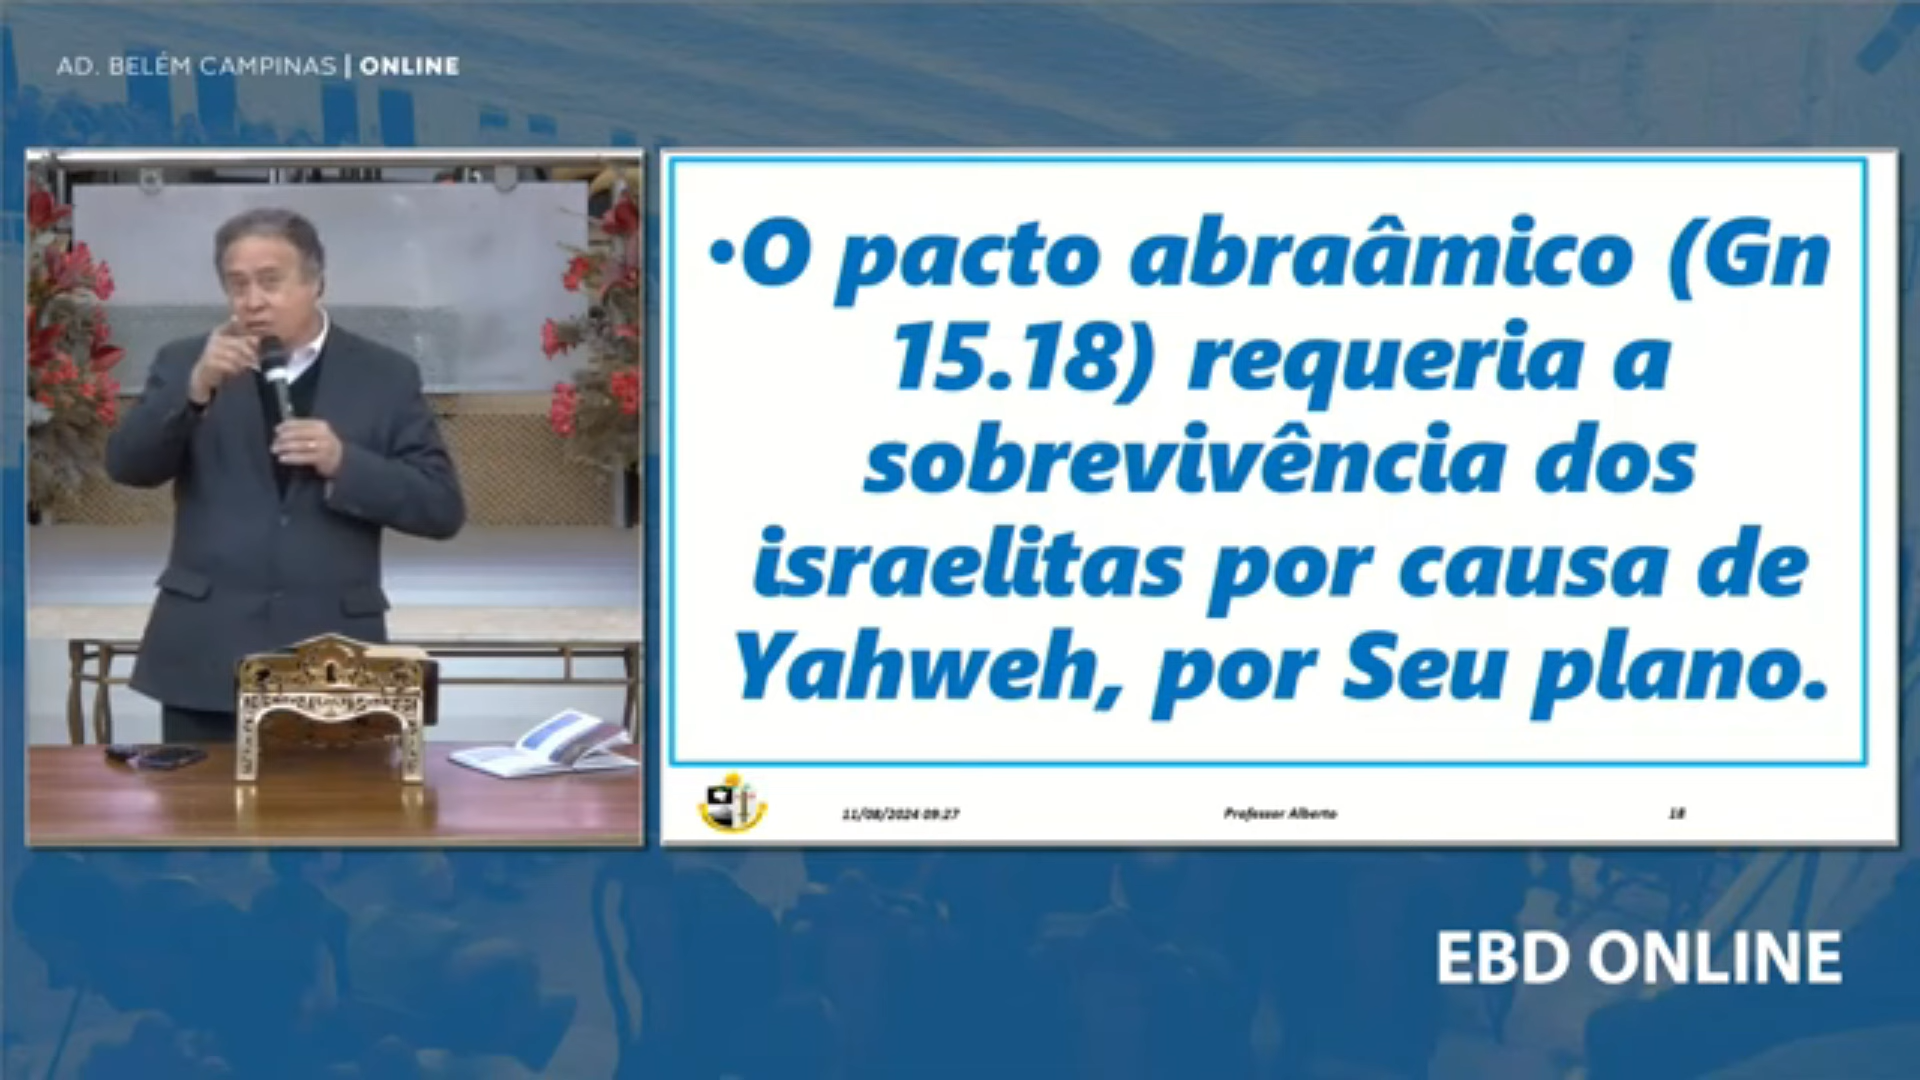 AD. BELÉM CAMPINAS | ONLINE
•O pacto abraâmico (Gn
15.18) requeria a
sobrevivência dos
israelitas por causa de
Yahweh, por Seu plano.
11/08/2024 09:27 Professor Alberto 18
EBD ONLINE